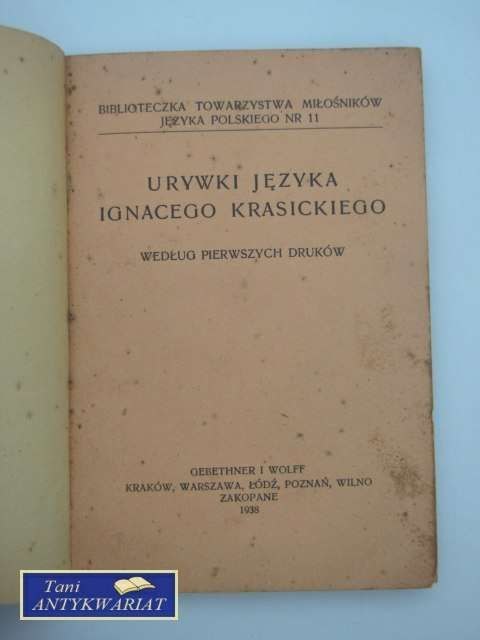 BIBLIOTECZKA TOWARZYSTWA MIŁOŚNIKÓW
JĘZYKA POLSKIEGO NR 11
URYWKI JĘZYKA
IGNACEGO KRASICKIEGO
WEDŁUG PIERWSZYCH DRUKÓW
GEBETHNER I WOLFF
KRAKÓW, WARSZAWA, ŁÓDŹ, POZNAŃ, WILNO
ZAKOPANE
1938
Tani
ANTYKWARIAT